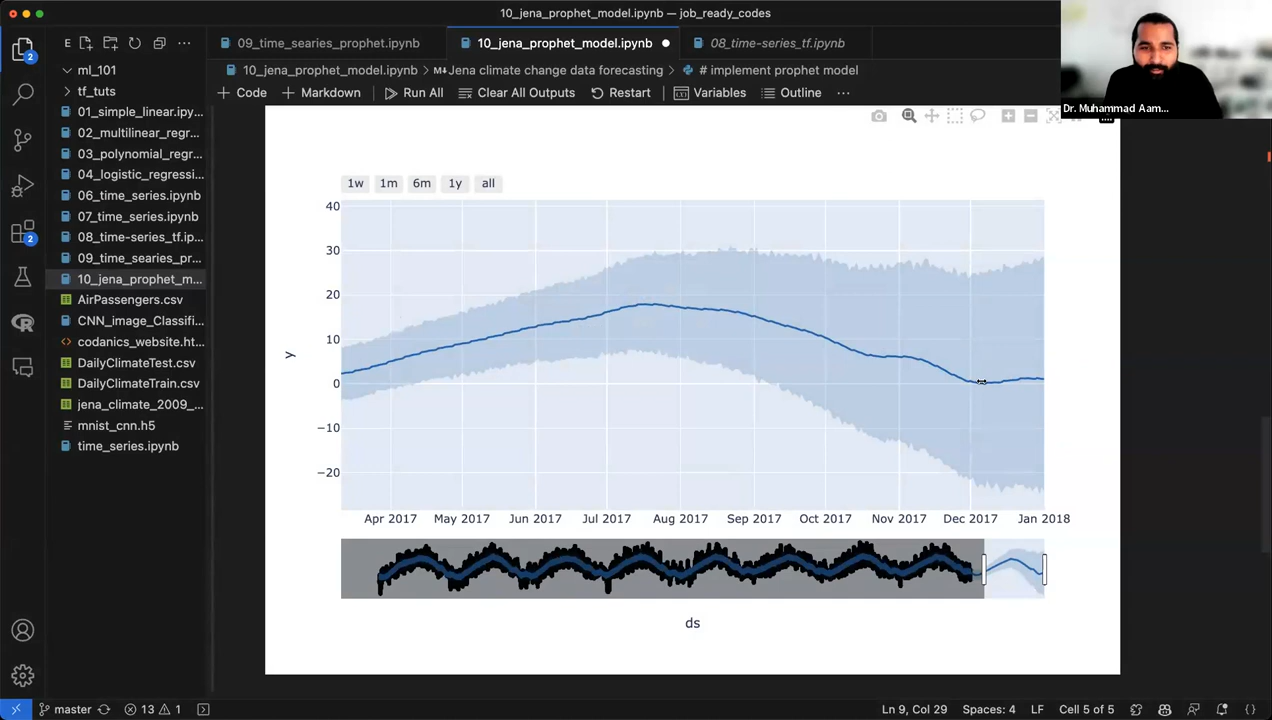 10_jena_prophet_model.ipynb — job_ready_codes
E
ml_101
tf_tuts
01_simple_linear.ipy...
02_multilinear_regr...
03_polynomial_regr...
04_logistic_regressi...
06_time_series.ipynb
07_time_series.ipynb
08_time-series_tf.ip...
09_time_searies_pr...
10_jena_prophet_m...
AirPassengers.csv
CNN_image_Classifi...
codanics_website.ht...
DailyClimateTest.csv
DailyClimateTrain.csv
jena_climate_2009_...
mnist_cnn.h5
time_series.ipynb
2
2
09_time_searies_prophet.ipynb 10_jena_prophet_model.ipynb 08_time-series_tf.ipynb
10_jena_prophet_model.ipynb > M↓Jena climate change data forecasting > # implement prophet model
+ Code + Markdown Run All Clear All Outputs Restart Variables Outline ...
Dr. Muhammad Aam...
1w 1m 6m 1y all
40
30
20
10
0
−10
−20
y
Apr 2017 May 2017 Jun 2017 Jul 2017 Aug 2017 Sep 2017 Oct 2017 Nov 2017 Dec 2017 Jan 2018
ds
master 13 1 Ln 9, Col 29 Spaces: 4 LF Cell 5 of 5